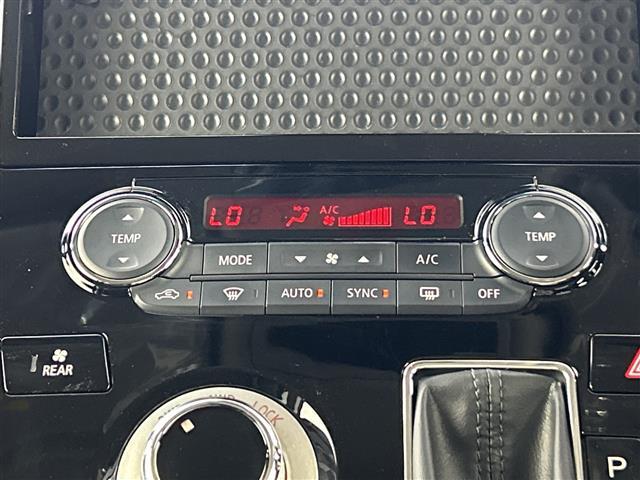 LO A/C LO
TEMP
TEMP
MODE
A/C
AUTO
SYNC
OFF
REAR
LOCK
P